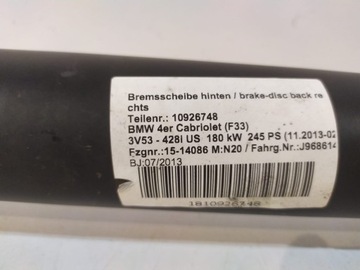 Bremsscheibe hinten / brake-disc back re
chts
Teilenr.: 10926748
BMW 4er Cabriolet (F33)
3V53 - 428i US 180 kW 245 PS (11.2013-02
Fzgnr.:15-14086 M:N20 / Fahrg.Nr.:J968614
BJ:07/2013
1810926748